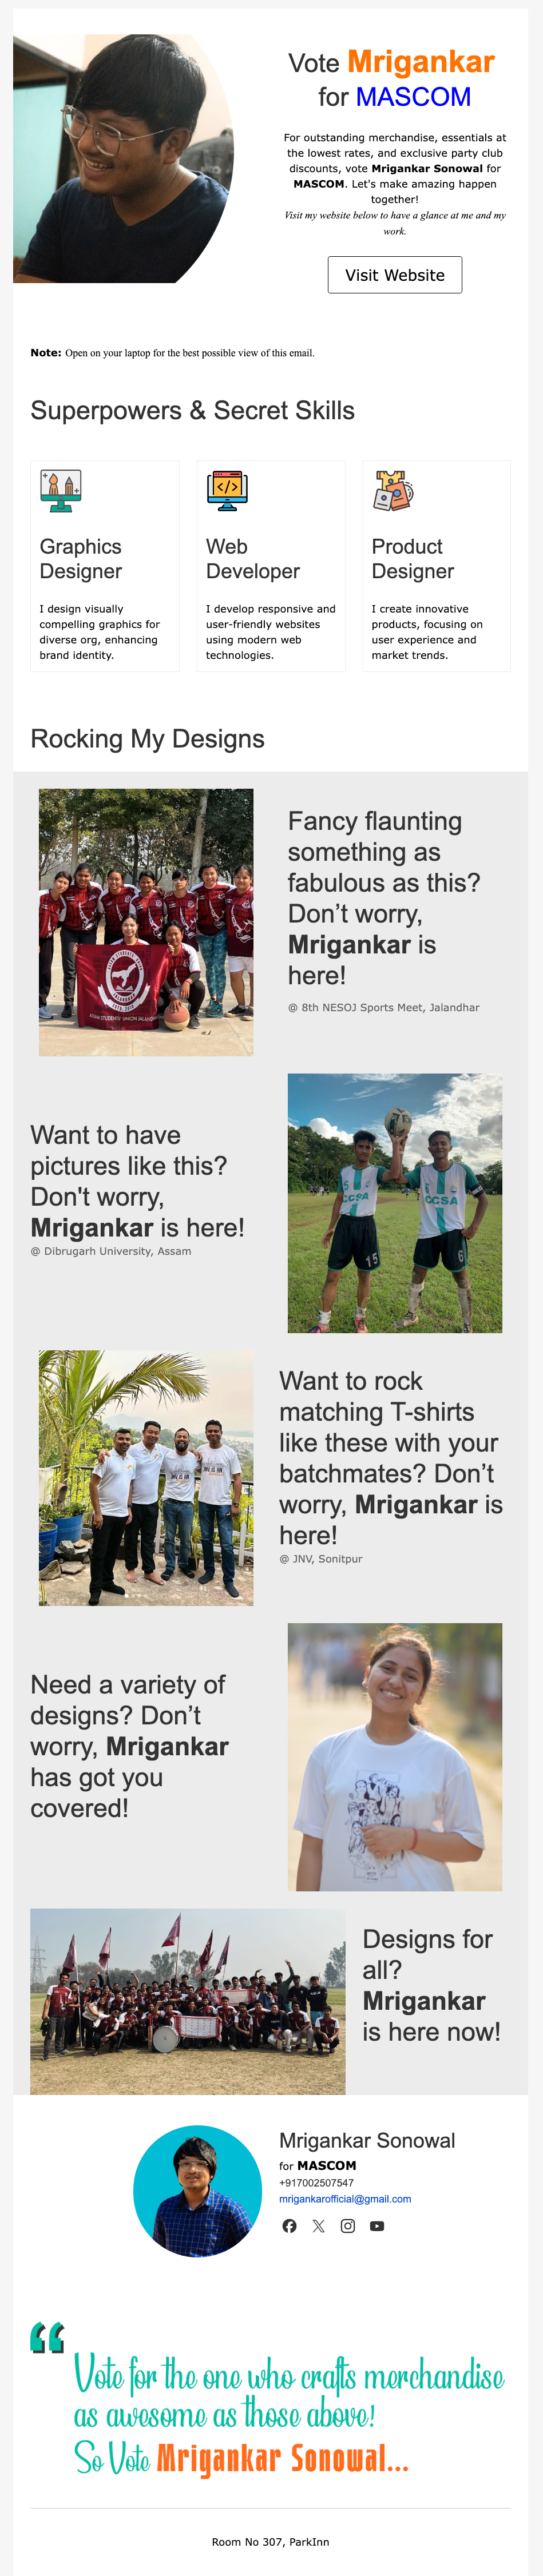 Vote Mrigankar
for MASCOM
For outstanding merchandise, essentials at
the lowest rates, and exclusive party club
discounts, vote Mrigankar Sonowal for
MASCOM. Let's make amazing happen
together!
Visit my website below to have a glance at me and my
work.
Visit Website
Note: Open on your laptop for the best possible view of this email.
Superpowers & Secret Skills
Graphics
Designer
I design visually
compelling graphics for
diverse org, enhancing
brand identity.
Web
Developer
I develop responsive and
user-friendly websites
using modern web
technologies.
Product
Designer
I create innovative
products, focusing on
user experience and
market trends.
Rocking My Designs
Fancy flaunting
something as
fabulous as this?
Don’t worry,
Mrigankar is
here!
@ 8th NESOJ Sports Meet, Jalandhar
Want to have
pictures like this?
Don't worry,
Mrigankar is here!
@ Dibrugarh University, Assam
CCSA
15
6
Want to rock
matching T-shirts
like these with your
batchmates? Don’t
worry, Mrigankar is
here!
@ JNV, Sonitpur
Need a variety of
designs? Don’t
worry, Mrigankar
has got you
covered!
Designs for
all?
Mrigankar
is here now!
Mrigankar Sonowal
for MASCOM
+917002507547
mrigankarofficial@gmail.com
“
Vote for the one who crafts merchandise
as awesome as those above!
So Vote Mrigankar Sonowal...
Room No 307, ParkInn